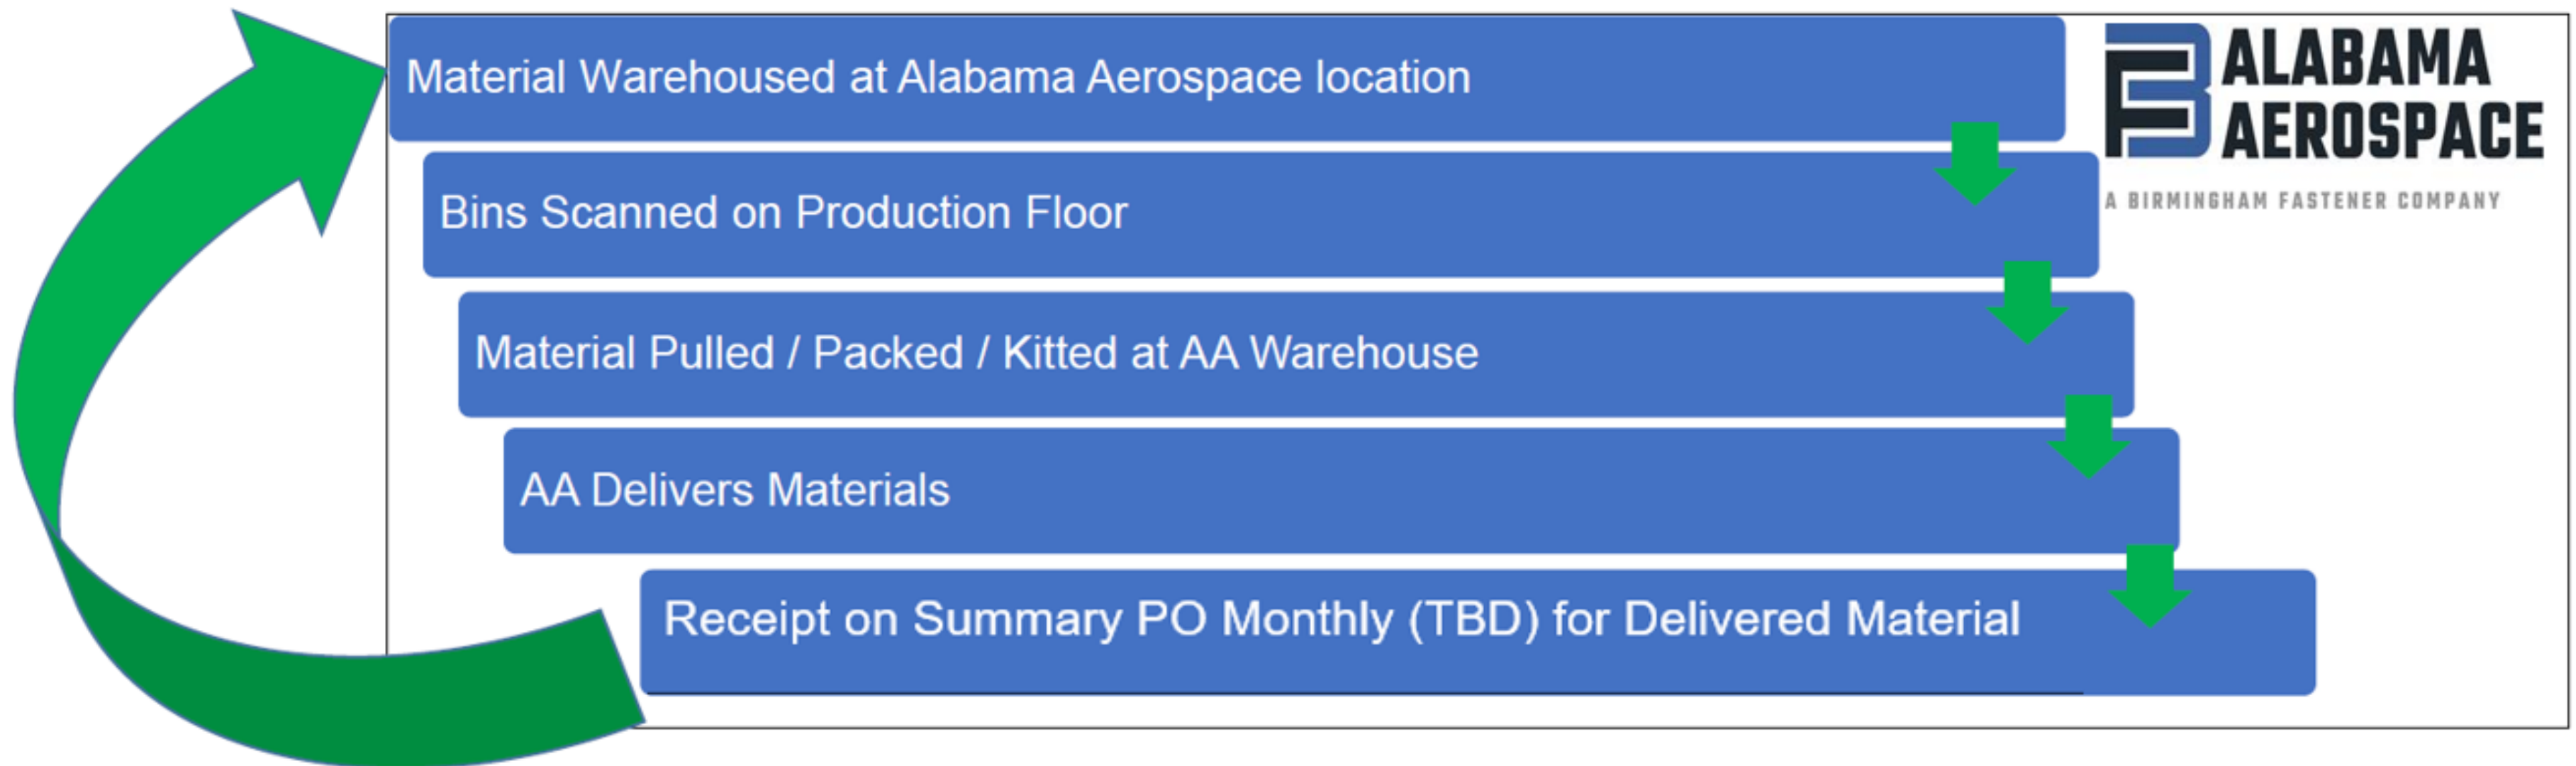 Material Warehoused at Alabama Aerospace location
ALABAMA
AEROSPACE
A BIRMINGHAM FASTENER COMPANY
Bins Scanned on Production Floor
Material Pulled / Packed / Kitted at AA Warehouse
AA Delivers Materials
Receipt on Summary PO Monthly (TBD) for Delivered Material